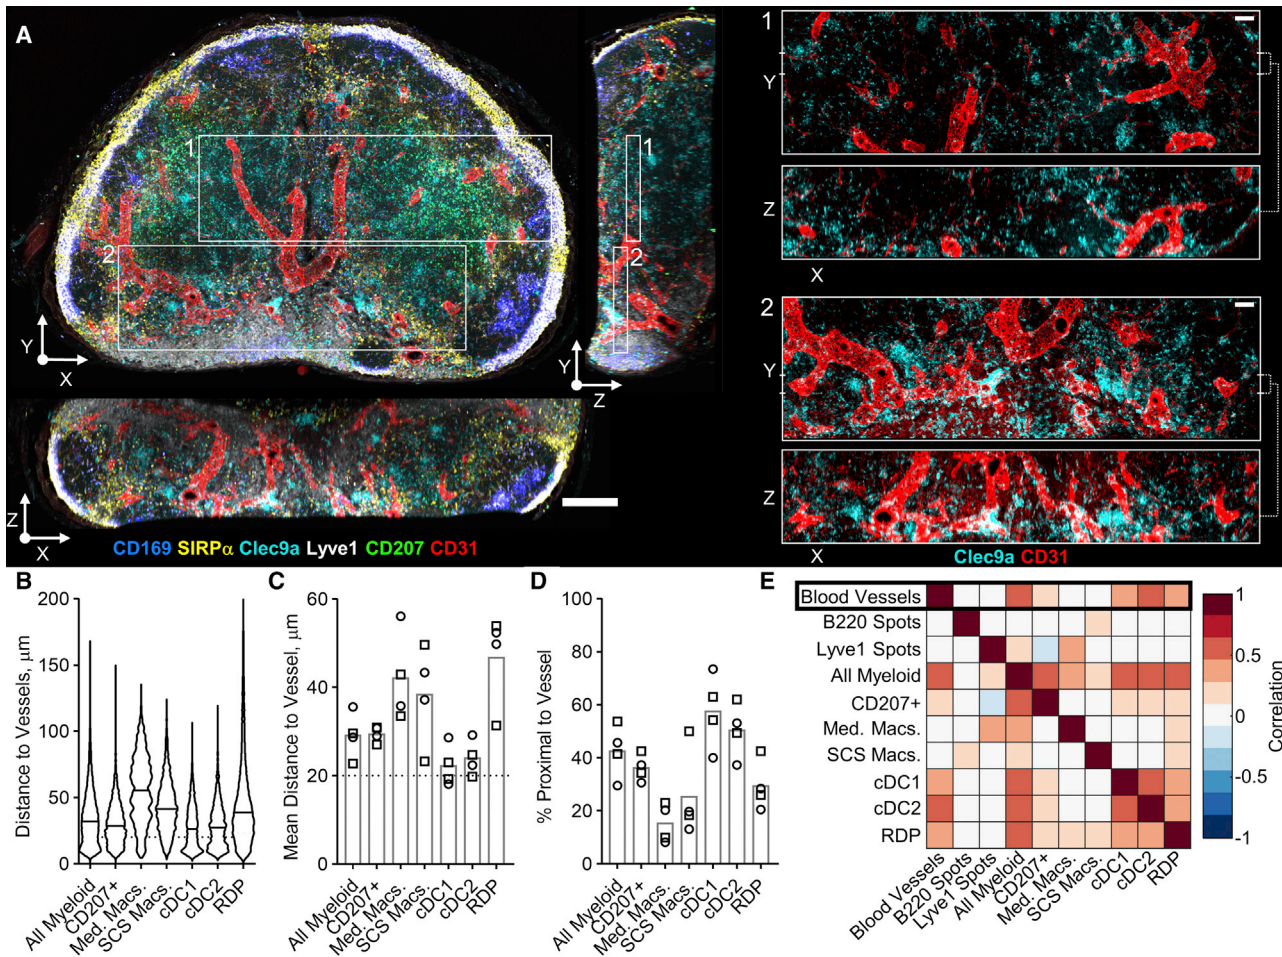 A
1
2
Y
X
1
2
Y
Z
Z
X
CD169 SIRPα Clec9a Lyve1 CD207 CD31
1
Y
Z
X
2
Y
Z
X
Clec9a CD31
B
Distance to Vessels, µm
200
150
100
50
0
All Myeloid
CD207+
Med. Macs.
SCS Macs.
cDC1
cDC2
RDP
C
Mean Distance to Vessel, µm
60
40
20
0
All Myeloid
CD207+
Med. Macs.
SCS Macs.
cDC1
cDC2
RDP
D
% Proximal to Vessel
100
80
60
40
20
0
All Myeloid
CD207+
Med. Macs.
SCS Macs.
cDC1
cDC2
RDP
E
Blood Vessels
B220 Spots
Lyve1 Spots
All Myeloid
CD207+
Med. Macs.
SCS Macs.
cDC1
cDC2
RDP
Blood Vessels
B220 Spots
Lyve1 Spots
All Myeloid
CD207+
Med. Macs.
SCS Macs.
cDC1
cDC2
RDP
1
0.5
0
-0.5
-1
Correlation